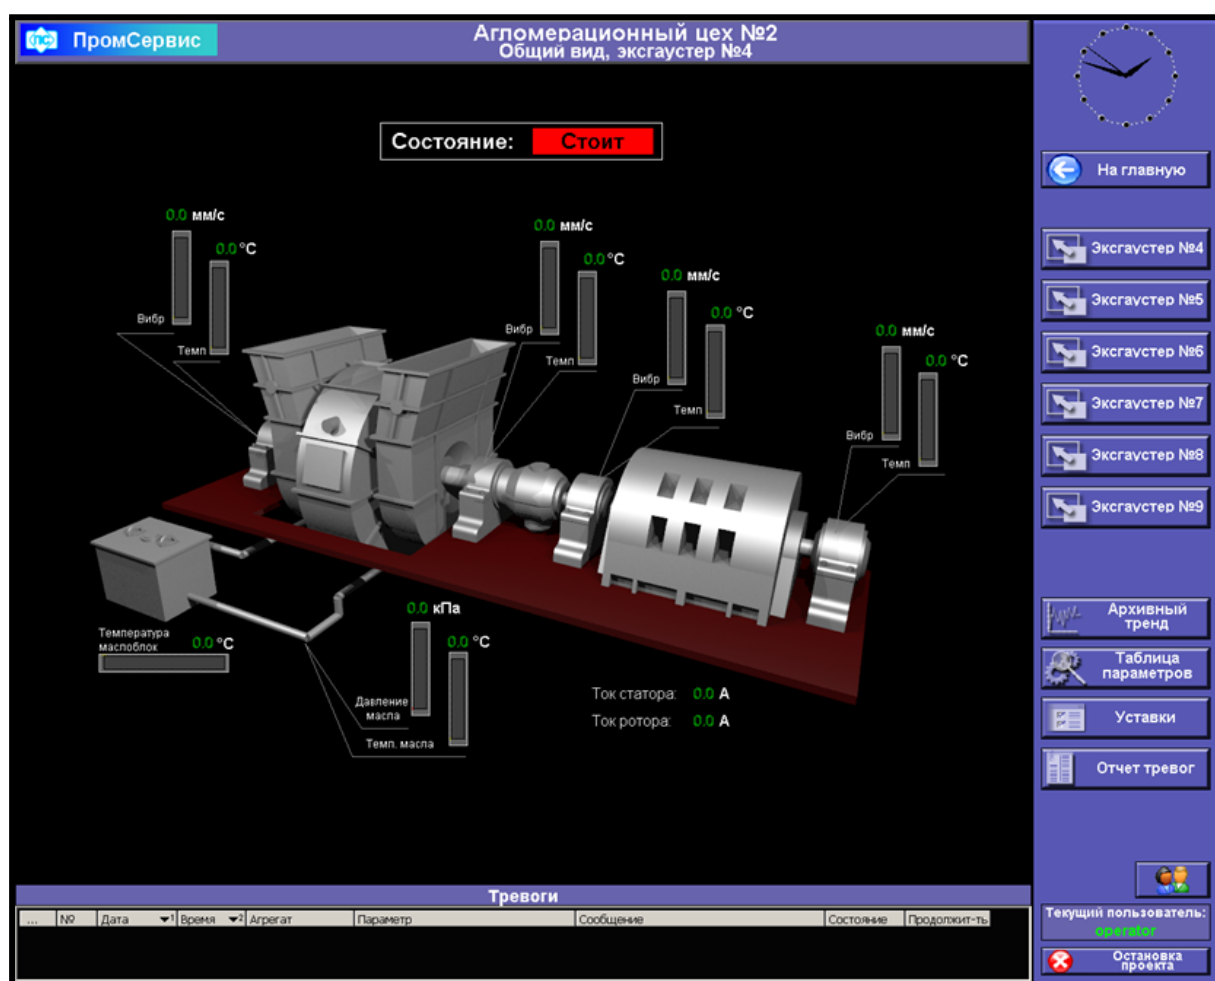 ПромСервис
Агломерационный цех №2
Общий вид, эксгаустер №4
Состояние: Стоит
0.0 мм/с
0.0 °C
Вибр
Темп
0.0 мм/с
0.0 °C
Вибр
Темп
0.0 мм/с
0.0 °C
Вибр
Темп
0.0 мм/с
0.0 °C
Вибр
Темп
Температура
маслоблок 0.0 °C
0.0 кПа
0.0 °C
Давление
масла
Темп. масла
Ток статора: 0.0 А
Ток ротора: 0.0 А
На главную
Эксгаустер №4
Эксгаустер №5
Эксгаустер №6
Эксгаустер №7
Эксгаустер №8
Эксгаустер №9
Архивный
тренд
Таблица
параметров
Уставки
Отчет тревог
Текущий пользователь:
operator
Остановка
проекта
Тревоги
... № Дата 1 Время 2 Агрегат Параметр Сообщение Состояние Продолжит-ть